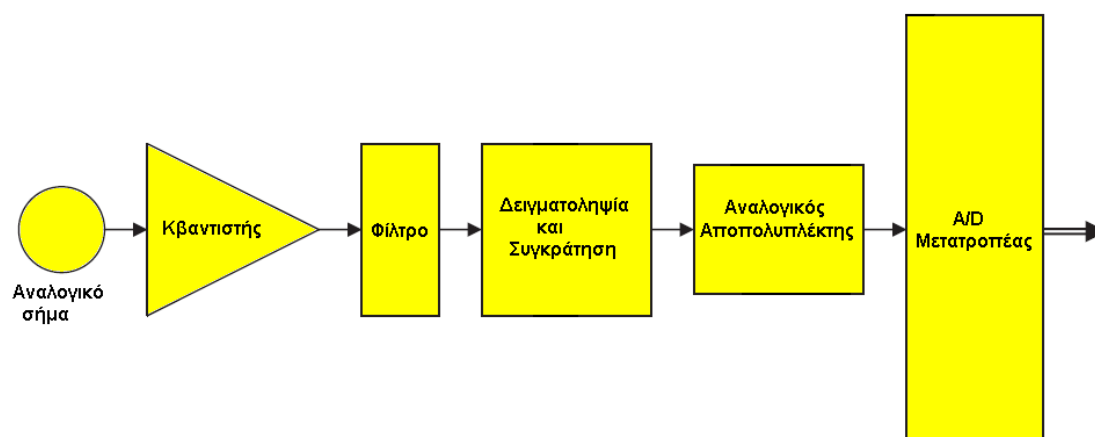 Αναλογικό
σήμα
Κβαντιστής
Φίλτρο
Δειγματοληψία
και
Συγκράτηση
Αναλογικός
Αποπολυπλέκτης
A/D
Μετατροπέας